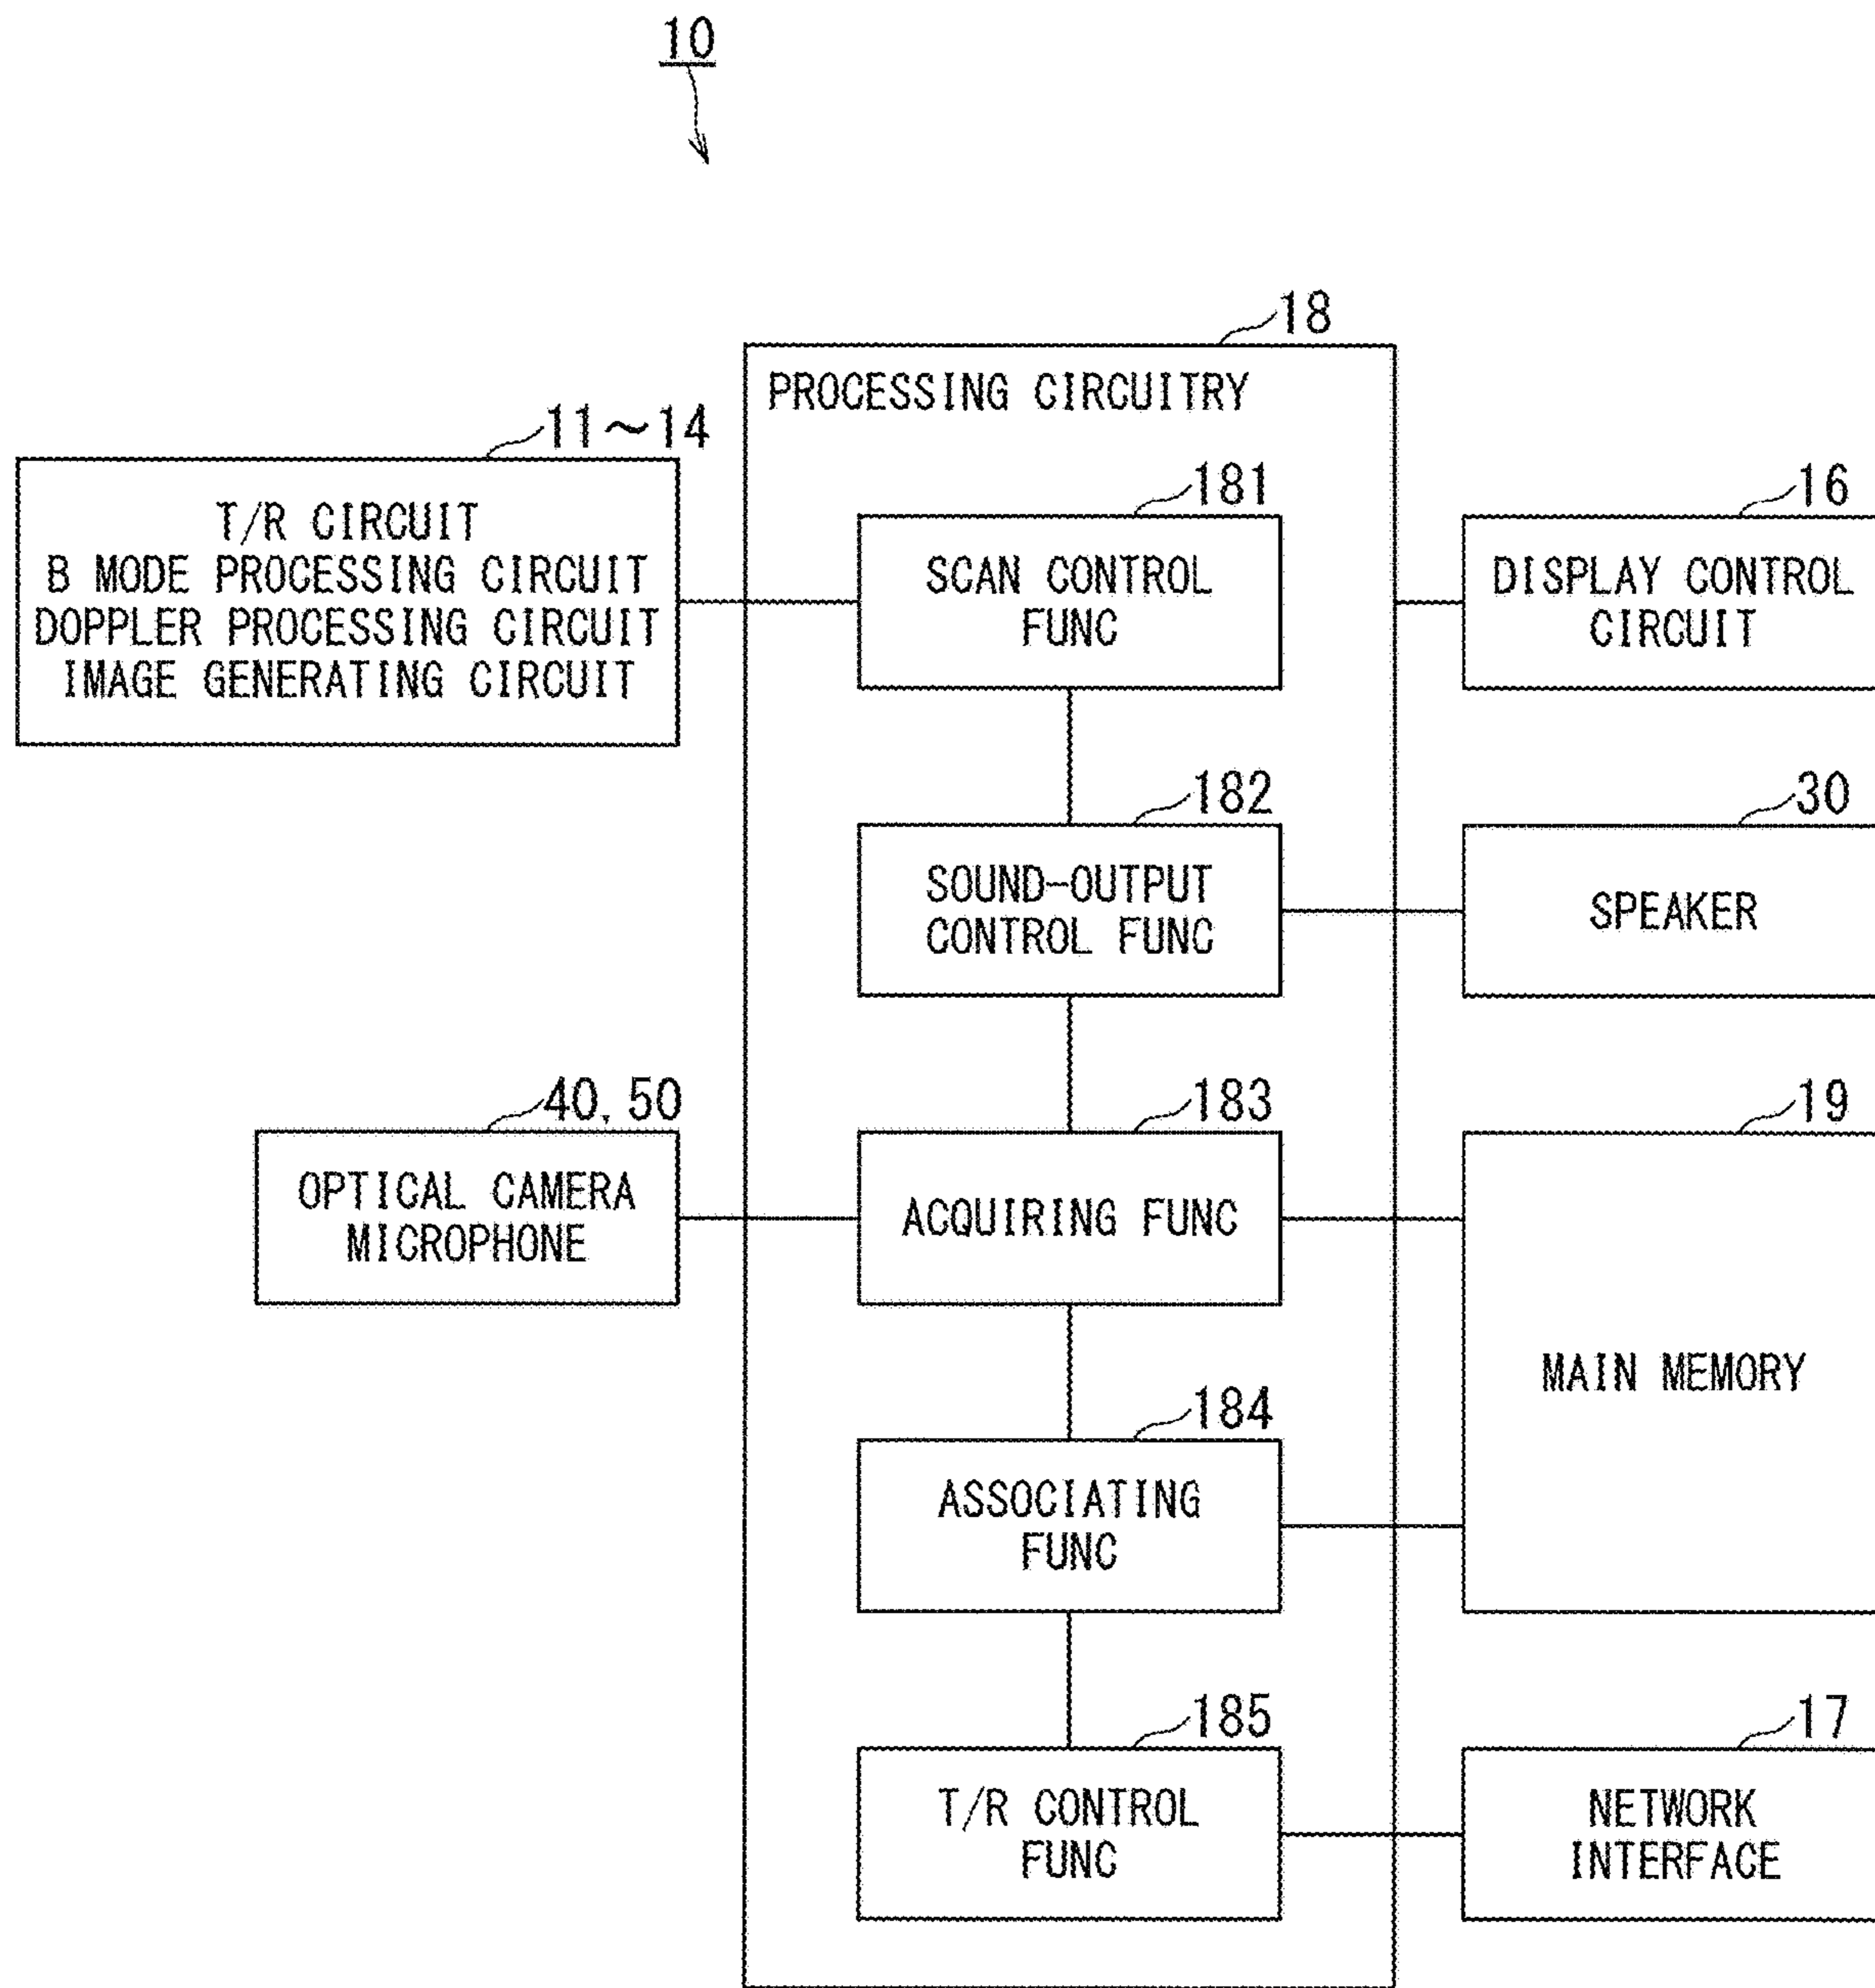 10
18
PROCESSING CIRCUITRY
11～14
T/R CIRCUIT
B MODE PROCESSING CIRCUIT
DOPPLER PROCESSING CIRCUIT
IMAGE GENERATING CIRCUIT
181
SCAN CONTROL
FUNC
16
DISPLAY CONTROL
CIRCUIT
182
SOUND-OUTPUT
CONTROL FUNC
30
SPEAKER
40, 50
OPTICAL CAMERA
MICROPHONE
183
ACQUIRING FUNC
19
MAIN MEMORY
184
ASSOCIATING
FUNC
185
T/R CONTROL
FUNC
17
NETWORK
INTERFACE